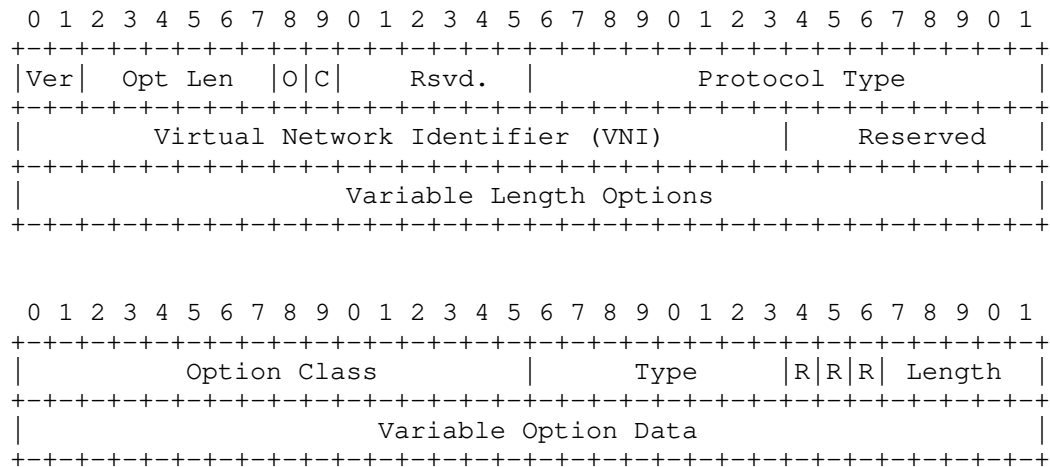 0 1 2 3 4 5 6 7 8 9 0 1 2 3 4 5 6 7 8 9 0 1 2 3 4 5 6 7 8 9 0 1
+-+-+-+-+-+-+-+-+-+-+-+-+-+-+-+-+-+-+-+-+-+-+-+-+-+-+-+-+-+-+-+-+
|Ver|  Opt Len  |O|C|    Rsvd.  |          Protocol Type        |
+-+-+-+-+-+-+-+-+-+-+-+-+-+-+-+-+-+-+-+-+-+-+-+-+-+-+-+-+-+-+-+-+
|        Virtual Network Identifier (VNI)       |    Reserved   |
+-+-+-+-+-+-+-+-+-+-+-+-+-+-+-+-+-+-+-+-+-+-+-+-+-+-+-+-+-+-+-+-+
|                    Variable Length Options                    |
+-+-+-+-+-+-+-+-+-+-+-+-+-+-+-+-+-+-+-+-+-+-+-+-+-+-+-+-+-+-+-+-+
 0 1 2 3 4 5 6 7 8 9 0 1 2 3 4 5 6 7 8 9 0 1 2 3 4 5 6 7 8 9 0 1
+-+-+-+-+-+-+-+-+-+-+-+-+-+-+-+-+-+-+-+-+-+-+-+-+-+-+-+-+-+-+-+-+
|          Option Class         |      Type     |R|R|R| Length  |
+-+-+-+-+-+-+-+-+-+-+-+-+-+-+-+-+-+-+-+-+-+-+-+-+-+-+-+-+-+-+-+-+
|                      Variable Option Data                     |
+-+-+-+-+-+-+-+-+-+-+-+-+-+-+-+-+-+-+-+-+-+-+-+-+-+-+-+-+-+-+-+-+